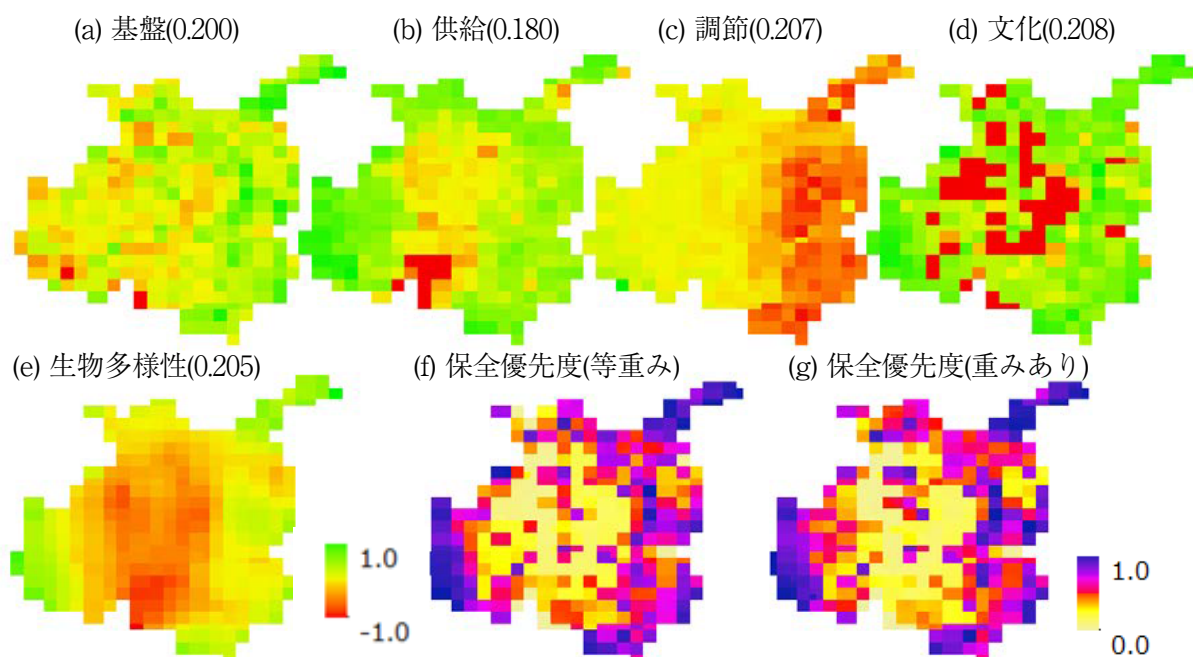 (a) 基盤(0.200)
(b) 供給(0.180)
(c) 調節(0.207)
(d) 文化(0.208)
(e) 生物多様性(0.205)
(f) 保全優先度(等重み)
(g) 保全優先度(重みあり)
1.0
-1.0
1.0
0.0